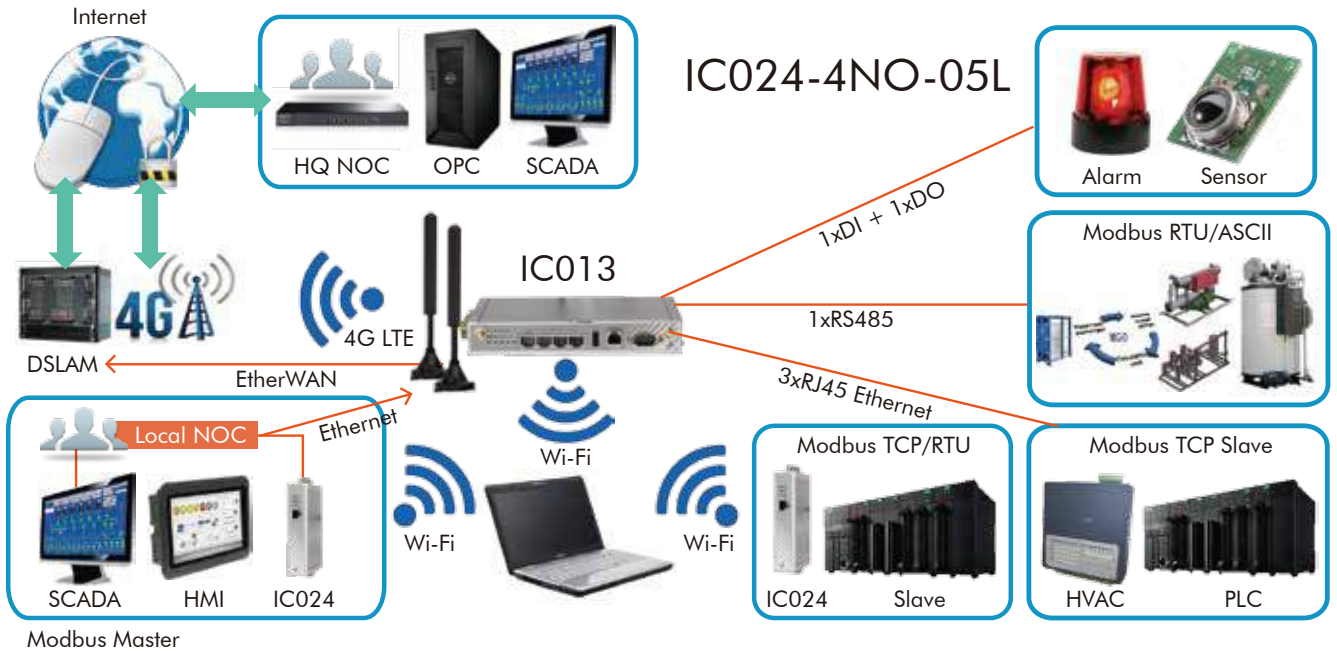 Internet
HQ NOC
OPC
SCADA
IC024-4NO-05L
Alarm
Sensor
1xDI + 1xDO
Modbus RTU/ASCII
4G
IC013
4G LTE
1xRS485
DSLAM
EtherWAN
3xRJ45 Ethernet
Local NOC
Ethernet
Wi-Fi
Modbus TCP/RTU
Modbus TCP Slave
Wi-Fi
Wi-Fi
SCADA
HMI
IC024
IC024
Slave
HVAC
PLC
Modbus Master